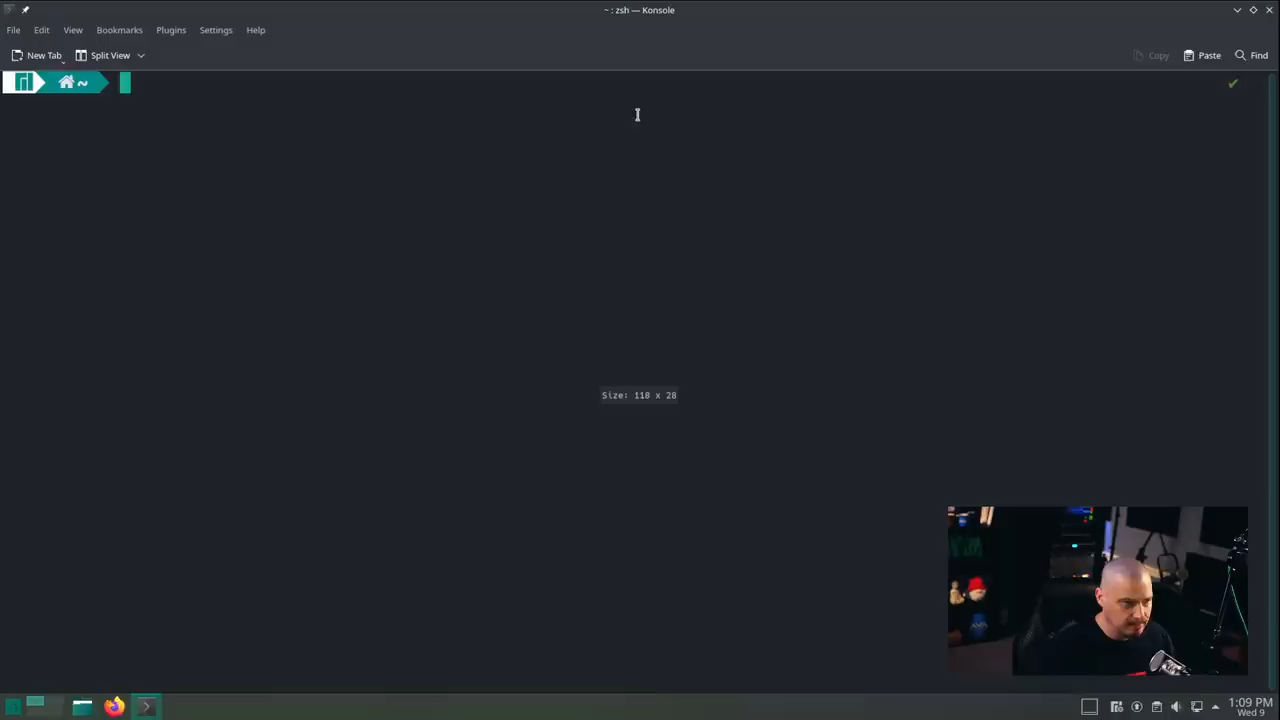 ~ : zsh — Konsole
File Edit View Bookmarks Plugins Settings Help
New Tab Split View Copy Paste Find
~
Size: 118 x 28
1:09 PM
Wed 9